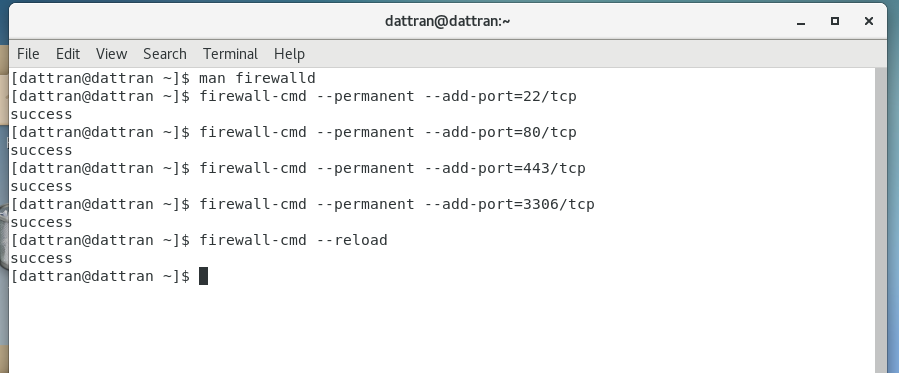 dattran@dattran:~
File Edit View Search Terminal Help
[dattran@dattran ~]$ man firewalld
[dattran@dattran ~]$ firewall-cmd --permanent --add-port=22/tcp
success
[dattran@dattran ~]$ firewall-cmd --permanent --add-port=80/tcp
success
[dattran@dattran ~]$ firewall-cmd --permanent --add-port=443/tcp
success
[dattran@dattran ~]$ firewall-cmd --permanent --add-port=3306/tcp
success
[dattran@dattran ~]$ firewall-cmd --reload
success
[dattran@dattran ~]$